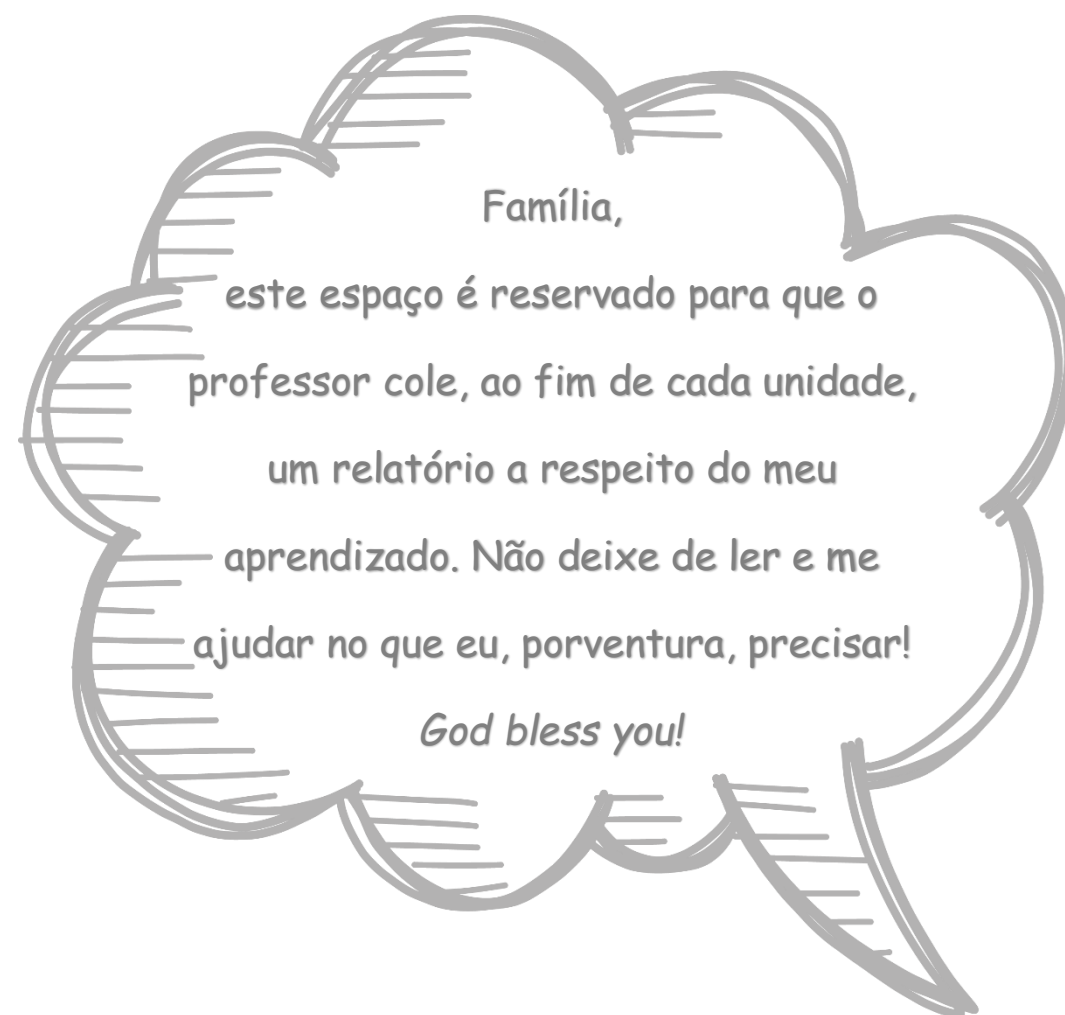 Família,
este espaço é reservado para que o
professor cole, ao fim de cada unidade,
um relatório a respeito do meu
aprendizado. Não deixe de ler e me
ajudar no que eu, porventura, precisar!
God bless you!